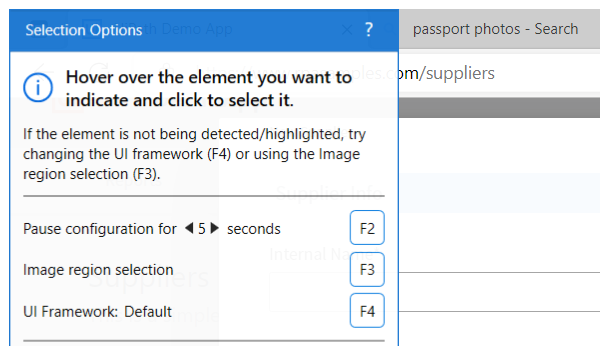 Selection Options
Demo App
?
passport photos - Search
ples.com/suppliers
Hover over the element you want to
indicate and click to select it.
If the element is not being detected/highlighted, try
changing the UI framework (F4) or using the Image
region selection (F3).
Supplier Info
Pause configuration for 5 seconds
F2
Internal Na
Image region selection
F3
Suppliers
UI Framework: Default
F4